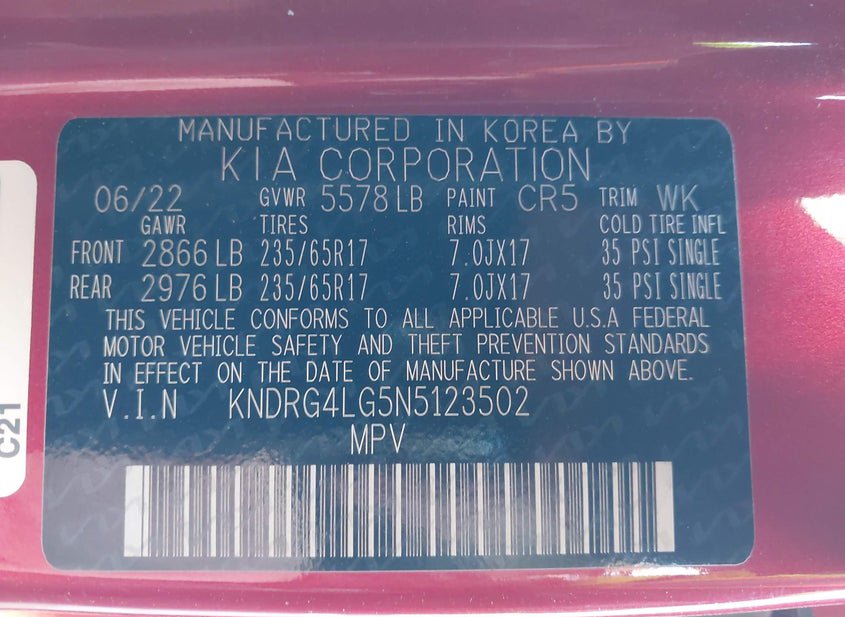 MANUFACTURED IN KOREA BY
KIA CORPORATION
06/22 GVWR 5578 LB PAINT CR5 TRIM WK
GAWR TIRES RIMS COLD TIRE INFL
FRONT 2866 LB 235/65R17 7.0JX17 35 PSI SINGLE
REAR 2976 LB 235/65R17 7.0JX17 35 PSI SINGLE
THIS VEHICLE CONFORMS TO ALL APPLICABLE U.S.A FEDERAL
MOTOR VEHICLE SAFETY AND THEFT PREVENTION STANDARDS
IN EFFECT ON THE DATE OF MANUFACTURE SHOWN ABOVE.
V.I.N KNDRG4LG5N5123502
MPV
C21